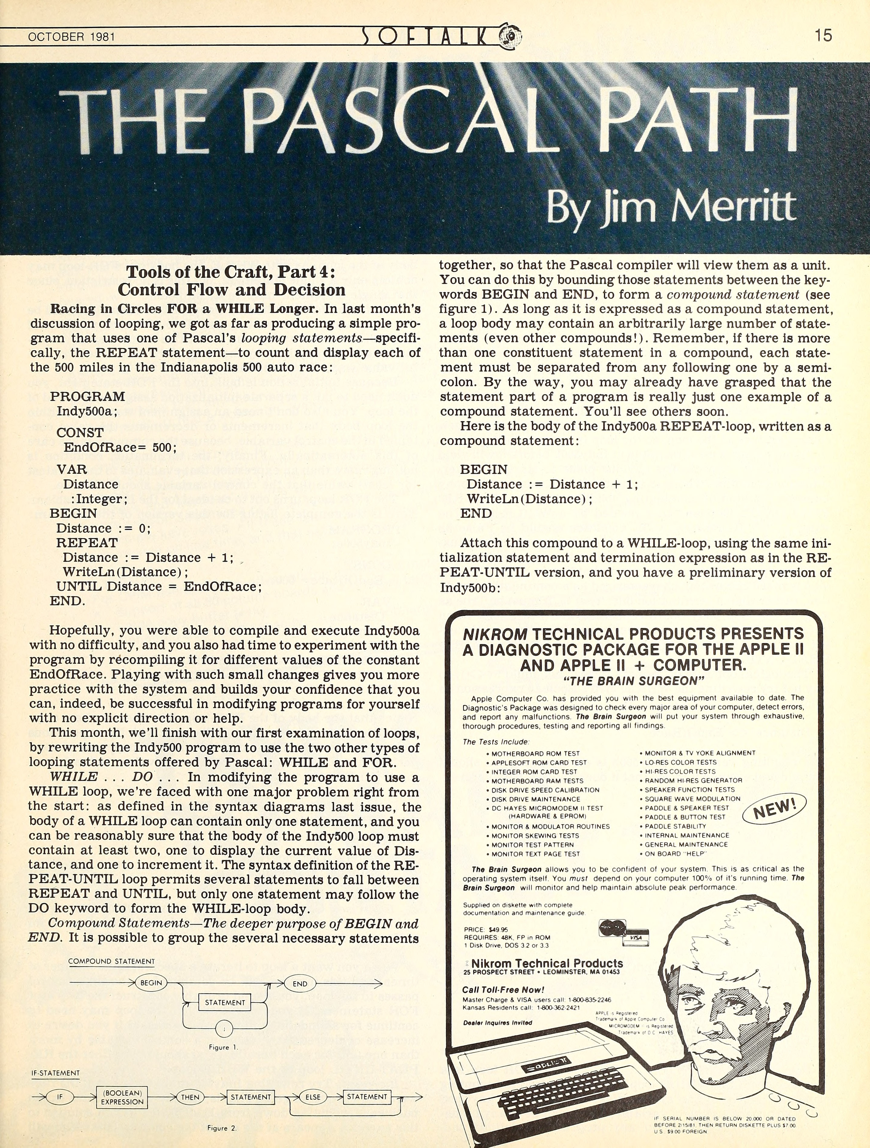 OCTOBER 1981
SOFTALK
15
THE PASCAL PATH
By Jim Merritt
Tools of the Craft, Part 4:
Control Flow and Decision
Racing in Circles FOR a WHILE Longer. In last month's
discussion of looping, we got as far as producing a simple pro-
gram that uses one of Pascal's looping statements—specifi-
cally, the REPEAT statement—to count and display each of
the 500 miles in the Indianapolis 500 auto race:
PROGRAM
Indy500a;
CONST
EndOfRace= 500;
VAR
Distance
:Integer;
BEGIN
Distance := 0;
REPEAT
Distance := Distance + 1;
WriteLn(Distance);
UNTIL Distance = EndOfRace;
END.
Hopefully, you were able to compile and execute Indy500a
with no difficulty, and you also had time to experiment with the
program by recompiling it for different values of the constant
EndOfRace. Playing with such small changes gives you more
practice with the system and builds your confidence that you
can, indeed, be successful in modifying programs for yourself
with no explicit direction or help.
This month, we'll finish with our first examination of loops,
by rewriting the Indy500 program to use the two other types of
looping statements offered by Pascal: WHILE and FOR.
WHILE . . . DO . . . In modifying the program to use a
WHILE loop, we're faced with one major problem right from
the start: as defined in the syntax diagrams last issue, the
body of a WHILE loop can contain only one statement, and you
can be reasonably sure that the body of the Indy500 loop must
contain at least two, one to display the current value of Dis-
tance, and one to increment it. The syntax definition of the RE-
PEAT-UNTIL loop permits several statements to fall between
REPEAT and UNTIL, but only one statement may follow the
DO keyword to form the WHILE-loop body.
Compound Statements—The deeper purpose of BEGIN and
END. It is possible to group the several necessary statements
COMPOUND STATEMENT
BEGIN
STATEMENT
;
END
Figure 1.
IF-STATEMENT
IF
(BOOLEAN)
EXPRESSION
THEN
STATEMENT
ELSE
STATEMENT
Figure 2.
together, so that the Pascal compiler will view them as a unit.
You can do this by bounding those statements between the key-
words BEGIN and END, to form a compound statement (see
figure 1). As long as it is expressed as a compound statement,
a loop body may contain an arbitrarily large number of state-
ments (even other compounds!). Remember, if there is more
than one constituent statement in a compound, each state-
ment must be separated from any following one by a semi-
colon. By the way, you may already have grasped that the
statement part of a program is really just one example of a
compound statement. You'll see others soon.
Here is the body of the Indy500a REPEAT-loop, written as a
compound statement:
BEGIN
Distance := Distance + 1;
WriteLn(Distance);
END
Attach this compound to a WHILE-loop, using the same ini-
tialization statement and termination expression as in the RE-
PEAT-UNTIL version, and you have a preliminary version of
Indy500b:
NIKROM TECHNICAL PRODUCTS PRESENTS
A DIAGNOSTIC PACKAGE FOR THE APPLE II
AND APPLE II + COMPUTER.
"THE BRAIN SURGEON"
Apple Computer Co. has provided you with the best equipment available to date. The
Diagnostic's Package was designed to check every major area of your computer, detect errors,
and report any malfunctions. The Brain Surgeon will put your system through exhaustive,
thorough procedures, testing and reporting all findings.
The Tests Include:
• MOTHERBOARD ROM TEST
• APPLESOFT ROM CARD TEST
• INTEGER ROM CARD TEST
• MOTHERBOARD RAM TESTS
• DISK DRIVE SPEED CALIBRATION
• DISK DRIVE MAINTENANCE
• DC HAYES MICROMODEM II TEST
(HARDWARE & EPROM)
• MONITOR & MODULATOR ROUTINES
• MONITOR SKEWING TESTS
• MONITOR TEST PATTERN
• MONITOR TEXT PAGE TEST
• MONITOR & TV YOKE ALIGNMENT
• LO-RES COLOR TESTS
• HI-RES COLOR TESTS
• RANDOM HI-RES GENERATOR
• SPEAKER FUNCTION TESTS
• SQUARE WAVE MODULATION
• PADDLE & SPEAKER TEST
• PADDLE & BUTTON TEST
• PADDLE STABILITY
• INTERNAL MAINTENANCE
• GENERAL MAINTENANCE
• ON BOARD "HELP"
NEW!
The Brain Surgeon allows you to be confident of your system. This is as critical as the
operating system itself. You must depend on your computer 100% of it's running time. The
Brain Surgeon will monitor and help maintain absolute peak performance.
Supplied on diskette with complete
documentation and maintenance guide.
PRICE: $49.95
REQUIRES: 48K, FP in ROM
1 Disk Drive, DOS 3.2 or 3.3
VISA
Nikrom Technical Products
25 PROSPECT STREET • LEOMINSTER, MA 01453
Call Toll-Free Now!
Master Charge & VISA users call: 1-800-835-2246
Kansas Residents call: 1-800-362-2421
Dealer Inquires Invited
APPLE is Registered
Trademark of Apple Computer Co.
MICROMODEM is Registered
Trademark of D.C. HAYES
apple II
IF SERIAL NUMBER IS BELOW 20,000 OR DATED
BEFORE 2/15/81, THEN RETURN DISKETTE PLUS $7.00
U.S. $9.00 FOREIGN